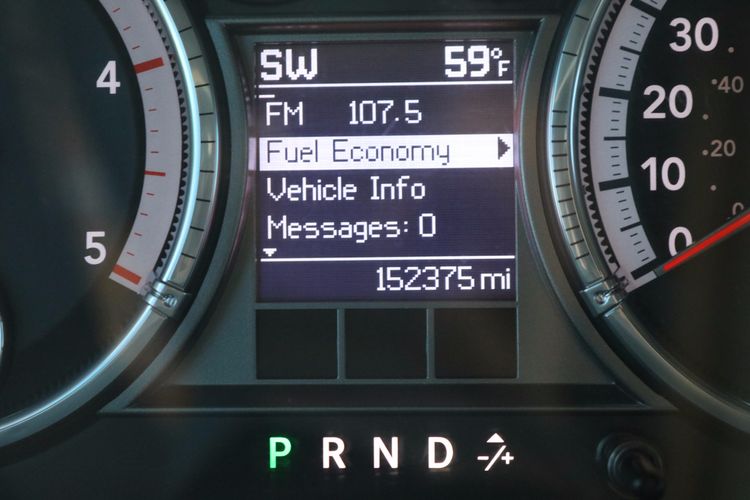 SW 59°F
FM 107.5
Fuel Economy
Vehicle Info
Messages: 0
152375 mi
P R N D -/+
4
5
30
20
10
0
40
20
0